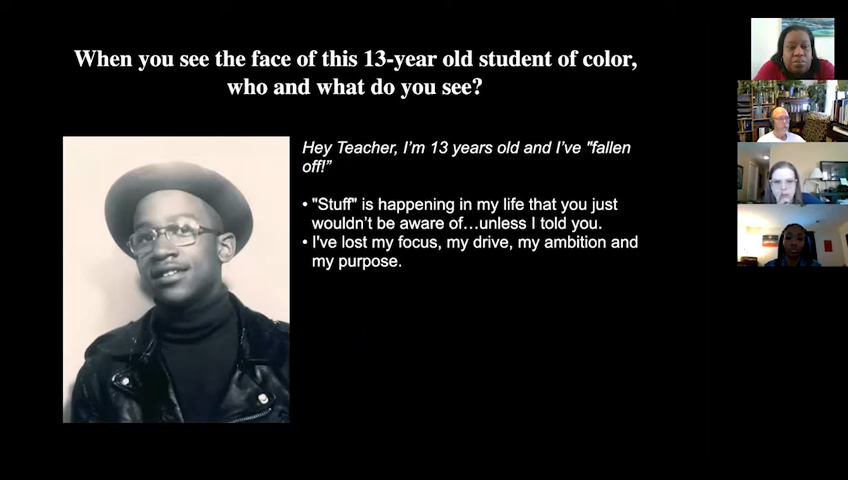 When you see the face of this 13-year old student of color,
who and what do you see?
Hey Teacher, I'm 13 years old and I've "fallen
off!”
• "Stuff" is happening in my life that you just
wouldn't be aware of…unless I told you.
• I've lost my focus, my drive, my ambition and
my purpose.